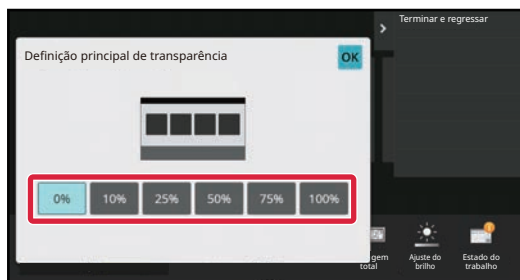 Terminar e regressar
Definição principal de transparência
OK
0% 10% 25% 50% 75% 100%
gem
total
Ajuste do
brilho
Estado do
trabalho